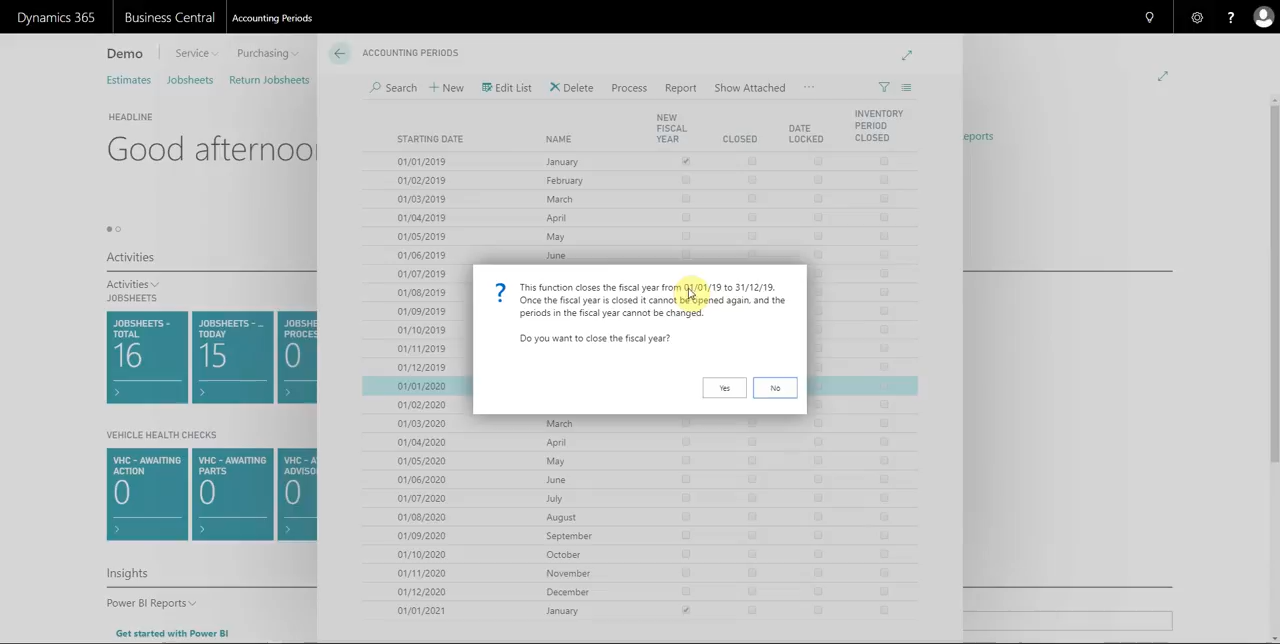 Dynamics 365 Business Central Accounting Periods ?
Demo Service Purchasing
Estimates Jobsheets Return Jobsheets
HEADLINE
Good afternoon
Activities
Activities
JOBSHEETS
JOBSHEETS - TOTAL
16
JOBSHEETS - ... TODAY
15
JOBSHE
PROCES
0
VEHICLE HEALTH CHECKS
VHC - AWAITING ACTION
0
VHC - AWAITING PARTS
0
VHC - A
ADVISO
0
Insights
Power BI Reports
Get started with Power BI
ACCOUNTING PERIODS
Search New Edit List Delete Process Report Show Attached ...
STARTING DATE NAME NEW FISCAL YEAR CLOSED DATE LOCKED INVENTORY PERIOD CLOSED
01/01/2019 January
01/02/2019 February
01/03/2019 March
01/04/2019 April
01/05/2019 May
01/06/2019 June
01/07/2019
01/08/2019
01/09/2019
01/10/2019
01/11/2019
01/12/2019
01/01/2020
01/02/2020
01/03/2020 March
01/04/2020 April
01/05/2020 May
01/06/2020 June
01/07/2020 July
01/08/2020 August
01/09/2020 September
01/10/2020 October
01/11/2020 November
01/12/2020 December
01/01/2021 January
?
This function closes the fiscal year from 01/01/19 to 31/12/19.
Once the fiscal year is closed it cannot be opened again, and the
periods in the fiscal year cannot be changed.
Do you want to close the fiscal year?
Yes No
eports